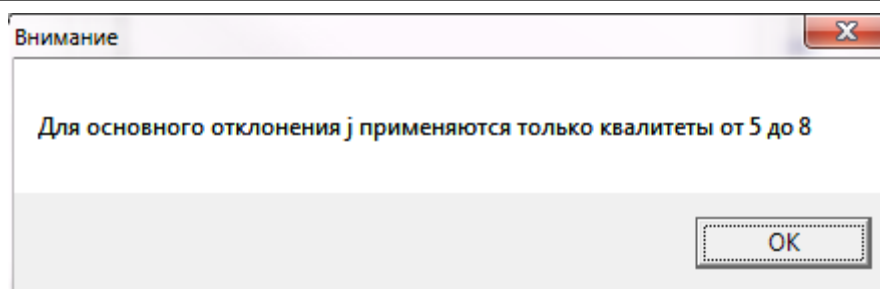 Внимание
Для основного отклонения j применяются только квалитеты от 5 до 8
OK